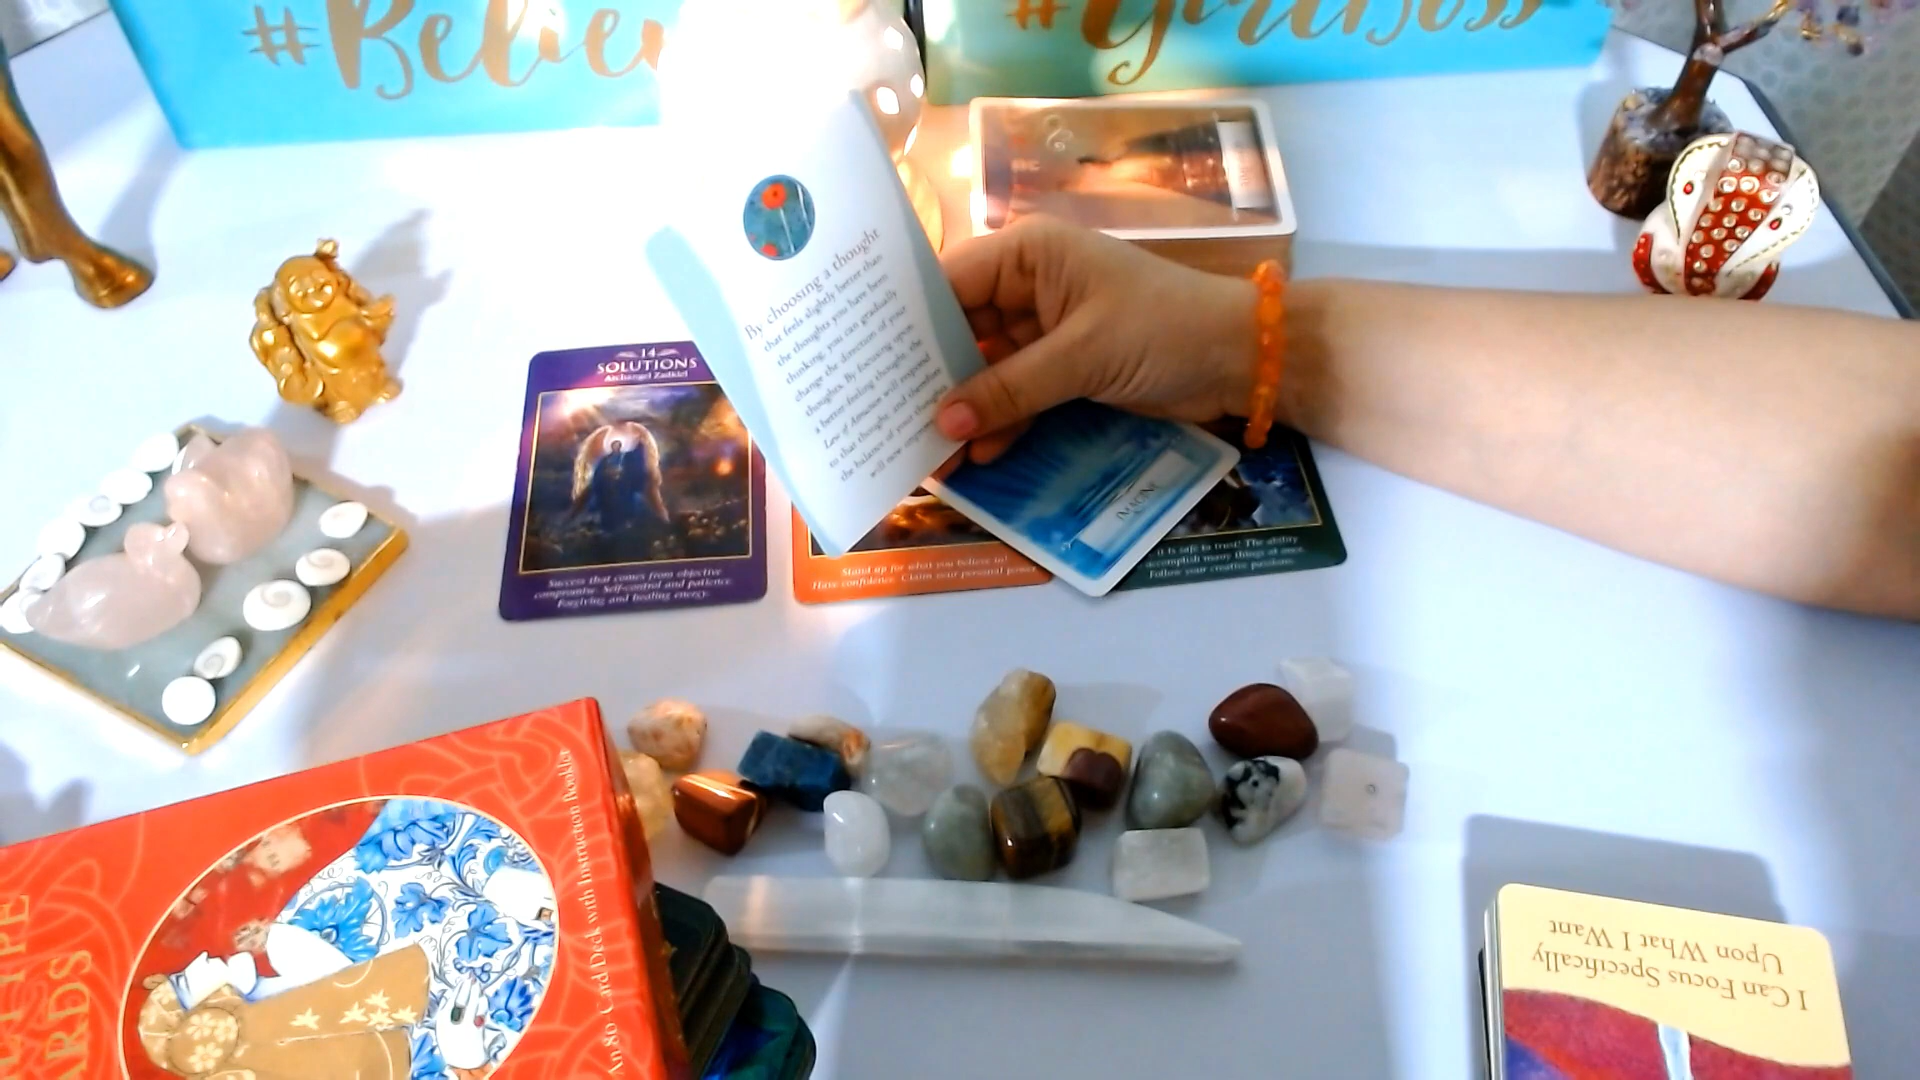 #Believ
#GirlBoss
By choosing a thought
that feels slightly better than
the thoughts you have been
thinking, you can gradually
change the direction of your
thoughts. By focusing upon
a better-feeling thought, the
Law of Attraction will respond
to that thought, and therefore
the balance of your thoughts
will now
14
SOLUTIONS
Archangel Zadkiel
Success that comes from objective
compromise. Self-control and patience.
Forgiving and healing energy.
Stand up for what you believe in!
Have confidence. Claim your personal power
it is safe to trust! The ability
accomplish many things at once.
Follow your creative passions.
IMAGINE
An 80-Card Deck with Instruction Booklet
ARDS
I Can Focus Specifically
Upon What I Want